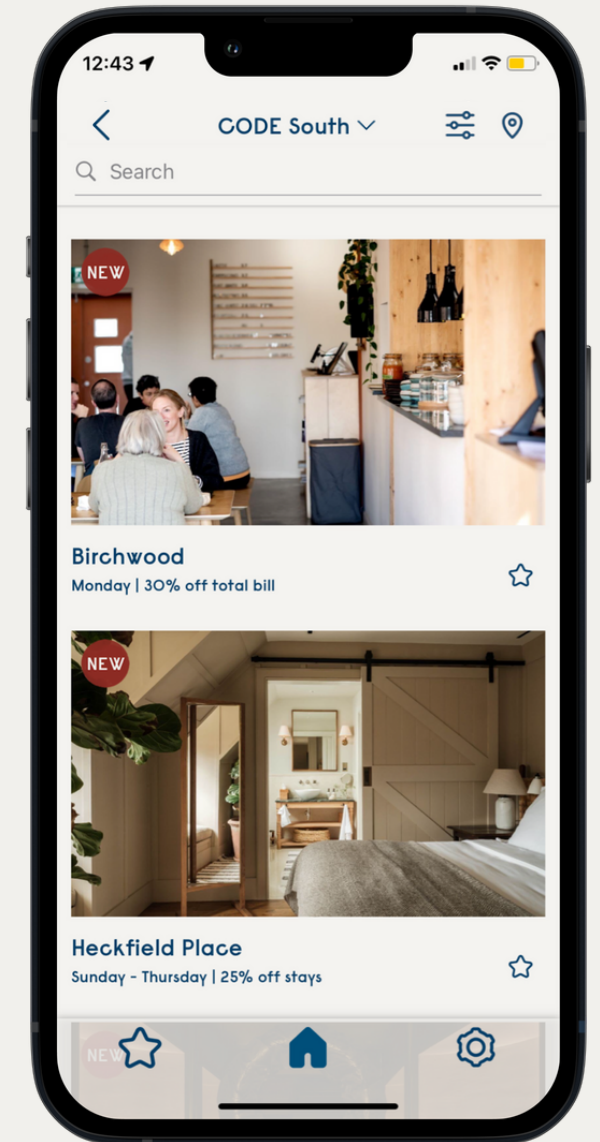 12:43
CODE South
Search
NEW
Birchwood
Monday | 30% off total bill
NEW
Heckfield Place
Sunday - Thursday | 25% off stays
NEW